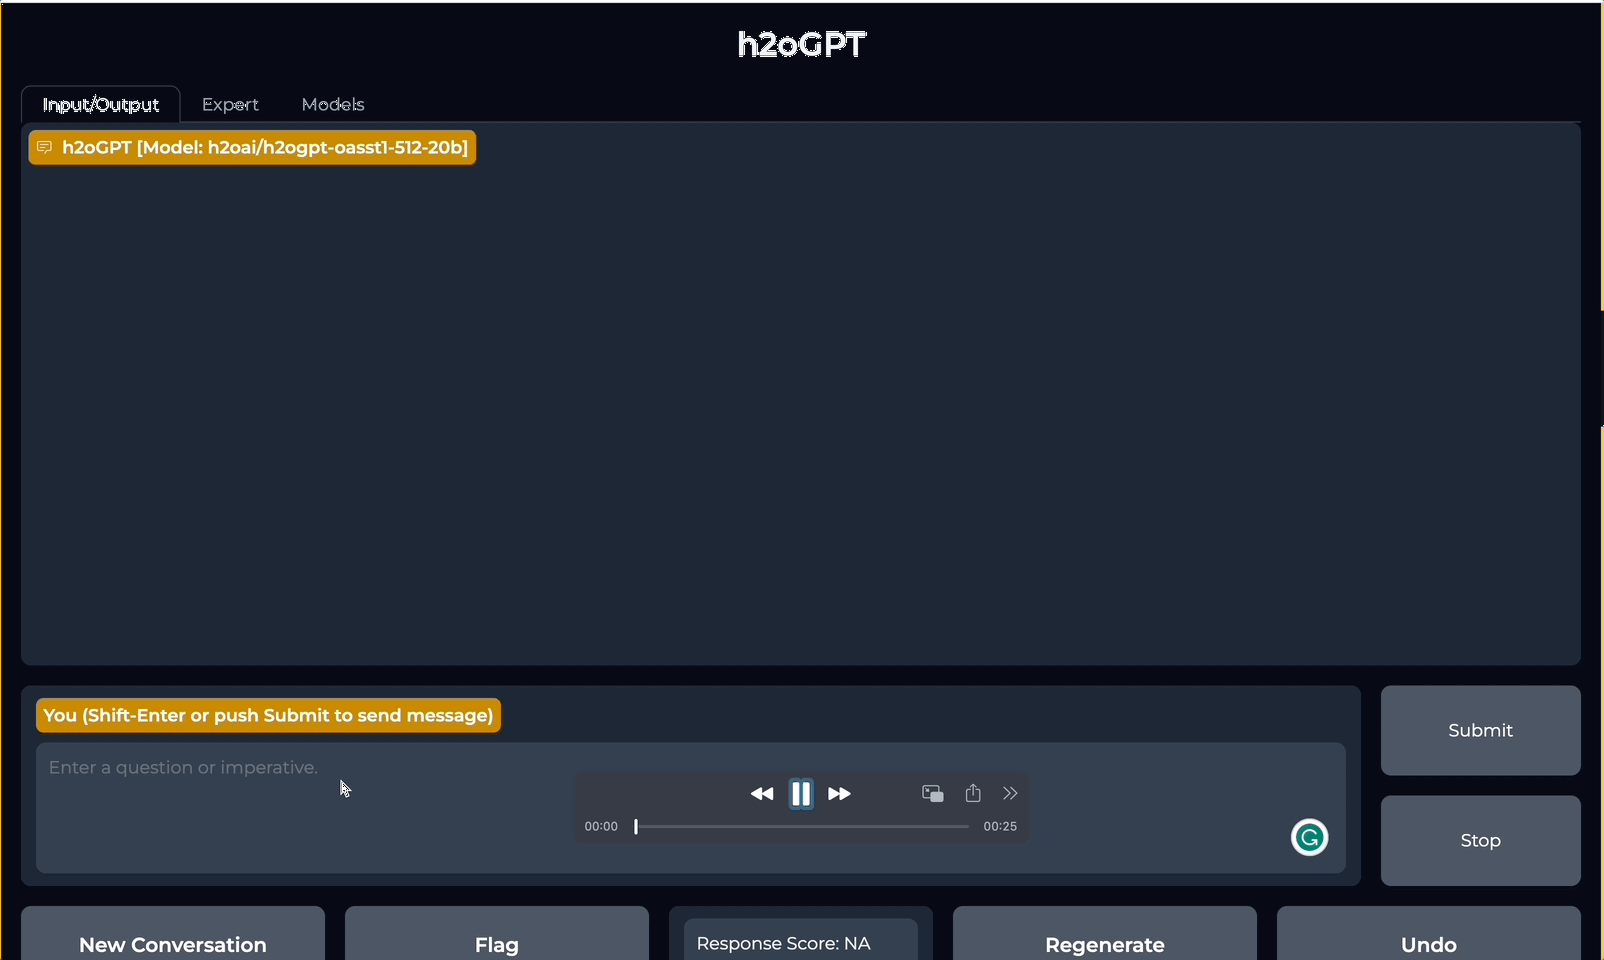 h2oGPT
Input/Output
Expert
Models
h2oGPT [Model: h2oai/h2ogpt-oasst1-512-20b]
You (Shift-Enter or push Submit to send message)
Enter a question or imperative.
00:00
00:25
Submit
Stop
New Conversation
Flag
Response Score: NA
Regenerate
Undo